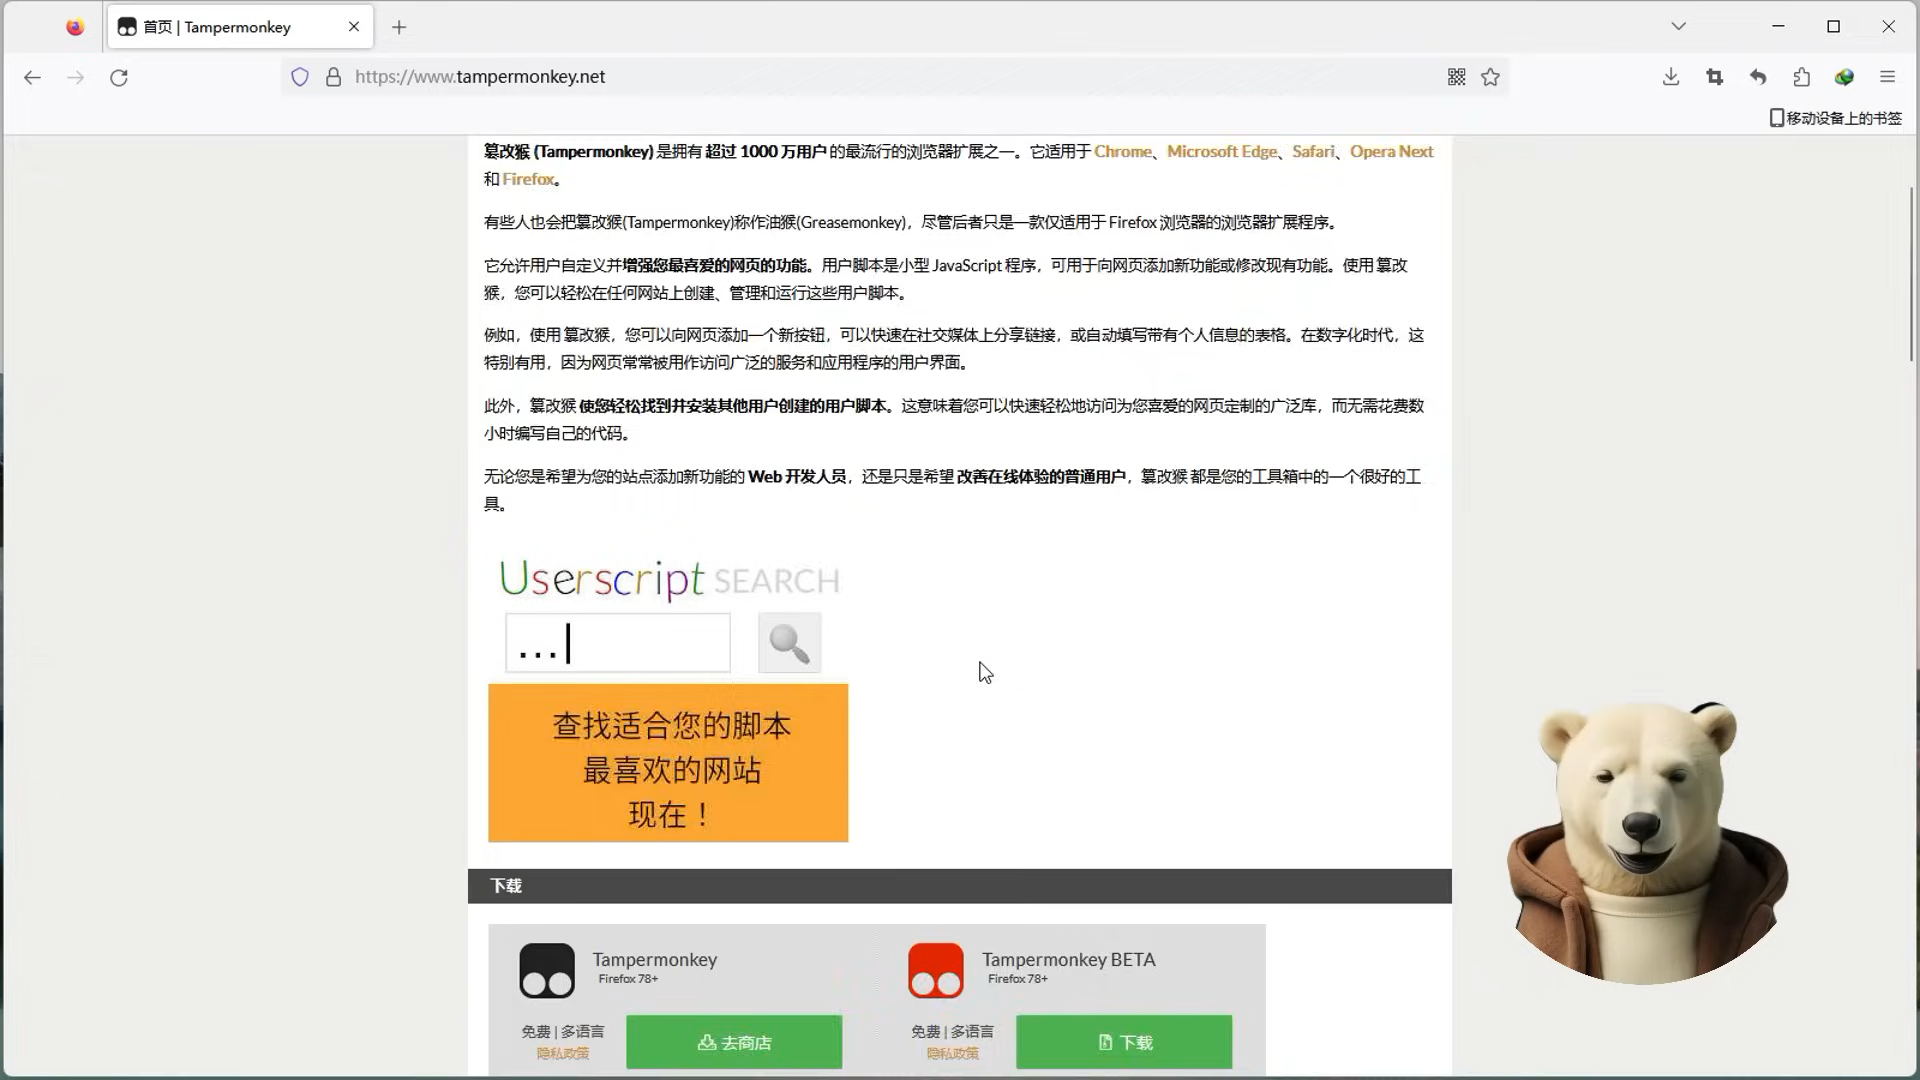 首页 | Tampermonkey
https://www.tampermonkey.net
移动设备上的书签
篡改猴 (Tampermonkey) 是拥有 超过 1000 万用户 的最流行的浏览器扩展之一。它适用于 Chrome、Microsoft Edge、Safari、Opera Next
和 Firefox。
有些人也会把篡改猴(Tampermonkey)称作油猴(Greasemonkey)，尽管后者只是一款仅适用于 Firefox 浏览器的浏览器扩展程序。
它允许用户自定义并增强您最喜爱的网页的功能。用户脚本是小型 JavaScript 程序，可用于向网页添加新功能或修改现有功能。使用 篡改
猴，您可以轻松在任何网站上创建、管理和运行这些用户脚本。
例如，使用 篡改猴，您可以向网页添加一个新按钮，可以快速在社交媒体上分享链接，或自动填写带有个人信息的表格。在数字化时代，这
特别有用，因为网页常常被用作访问广泛的服务和应用程序的用户界面。
此外，篡改猴 使您轻松找到并安装其他用户创建的用户脚本。这意味着您可以快速轻松地访问为您喜爱的网页定制的广泛库，而无需花费数
小时编写自己的代码。
无论您是希望为您的站点添加新功能的 Web 开发人员，还是只是希望 改善在线体验的普通用户，篡改猴 都是您的工具箱中的一个很好的工
具。
Userscript SEARCH
...
查找适合您的脚本
最喜欢的网站
现在！
下载
Tampermonkey
Firefox 78+
免费 | 多语言
隐私政策
去商店
Tampermonkey BETA
Firefox 78+
免费 | 多语言
隐私政策
下载